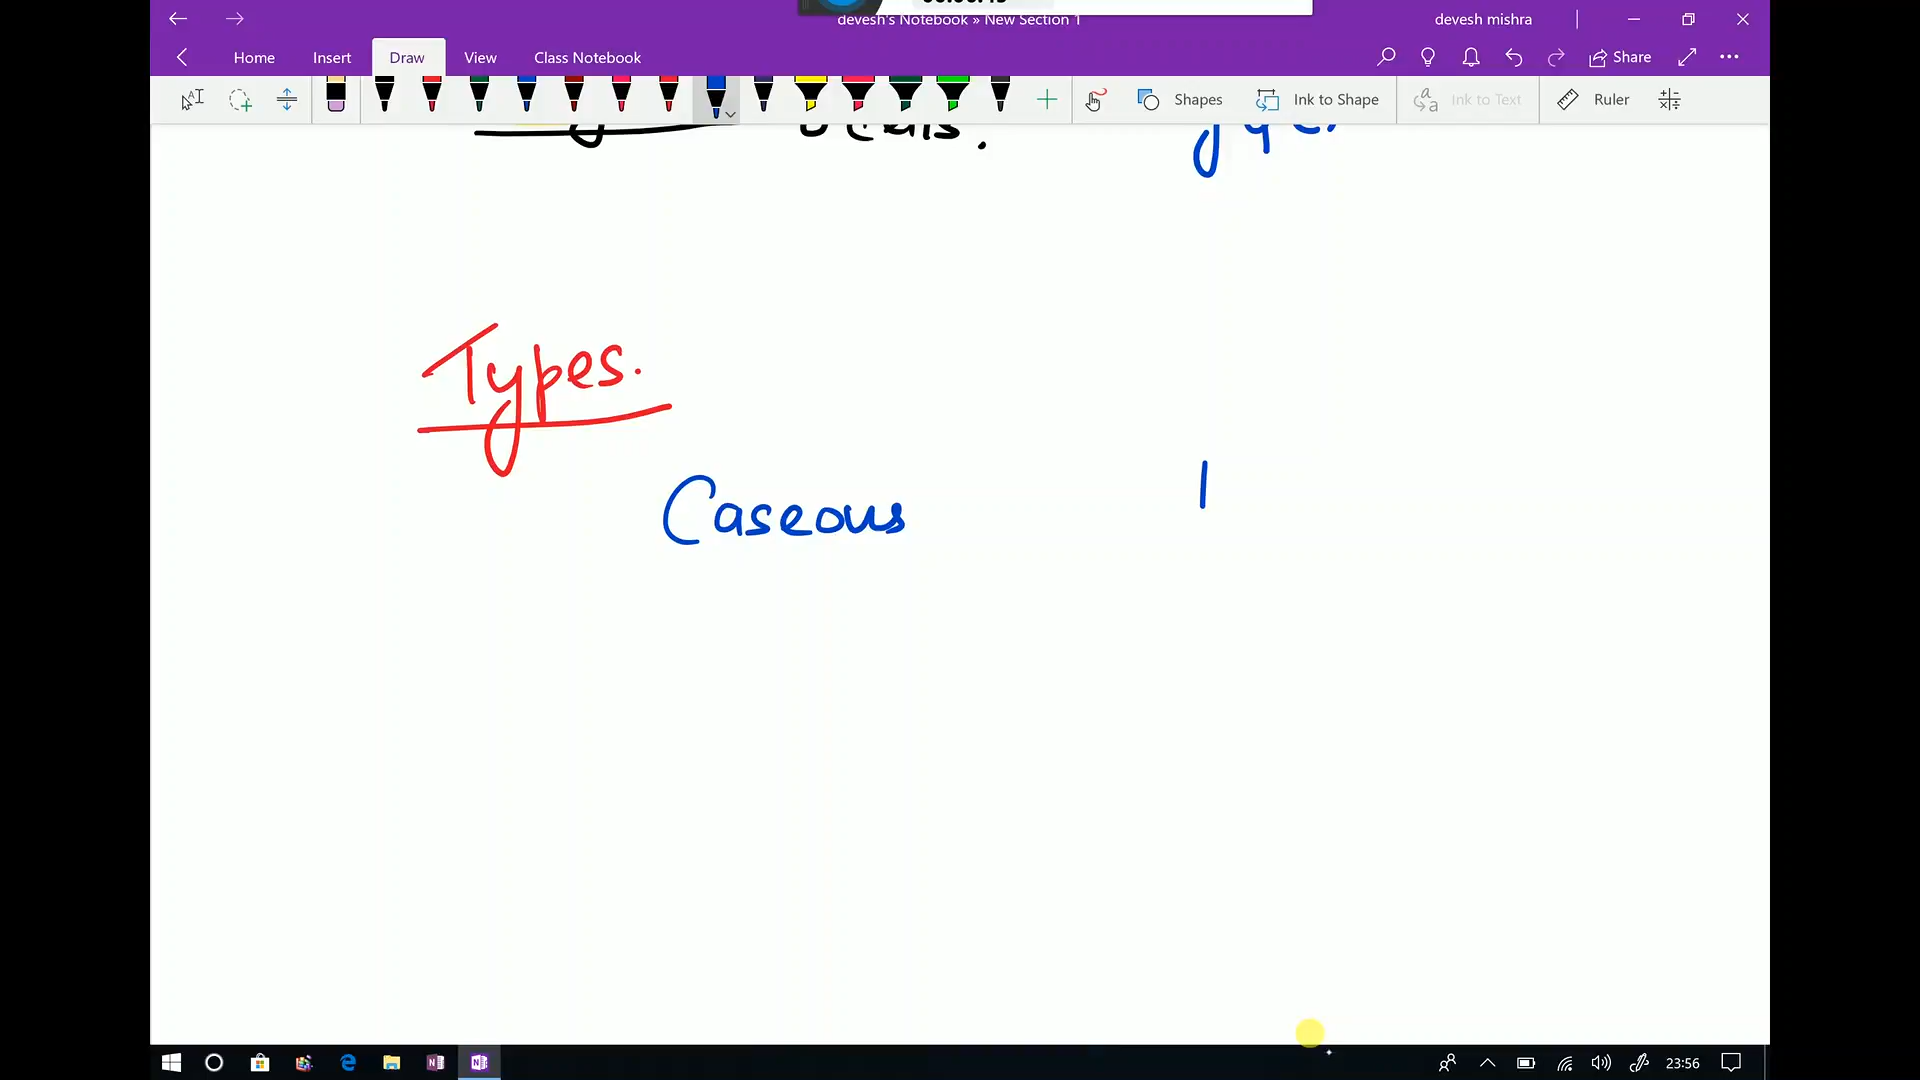 devesh's Notebook » New Section 1
devesh mishra
Home Insert Draw View Class Notebook
Share
Shapes Ink to Shape Ink to Text Ruler
Types.
Caseous
23:56